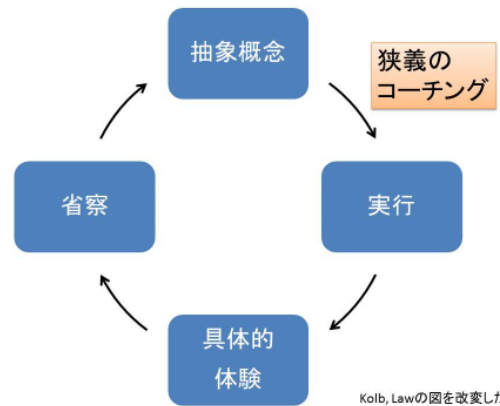 抽象概念
狭義の
コーチング
省察
実行
具体的
体験
Kolb, Lawの図を改変した